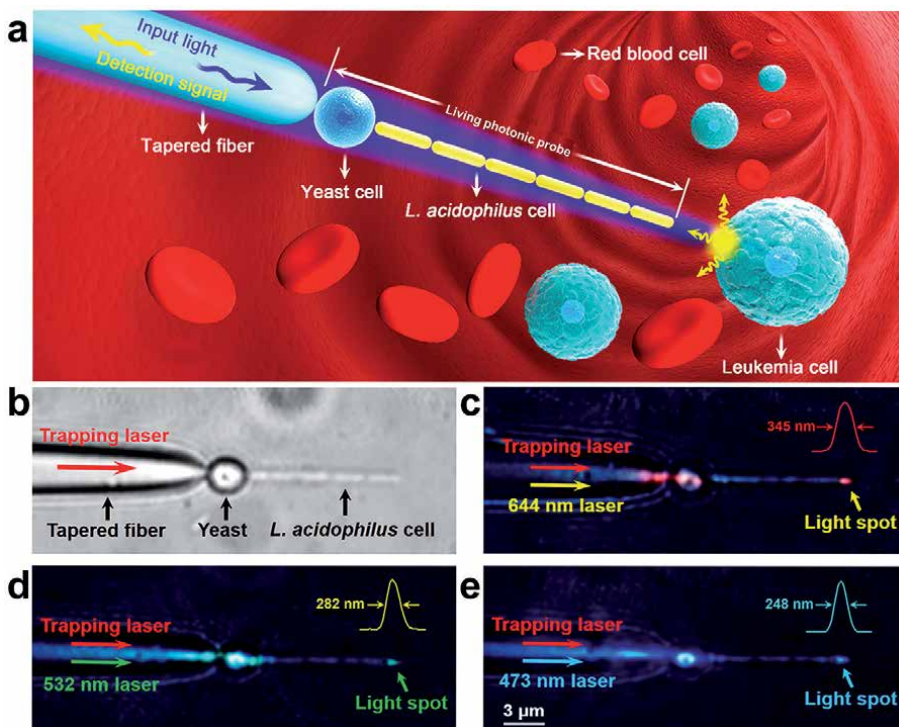 a
Input light
Detection signal
Tapered fiber
Yeast cell
Living photonic probe
L. acidophilus cell
Red blood cell
Leukemia cell
b
Trapping laser
Tapered fiber
Yeast
L. acidophilus cell
c
Trapping laser
644 nm laser
345 nm
Light spot
d
Trapping laser
532 nm laser
282 nm
Light spot
e
Trapping laser
473 nm laser
248 nm
Light spot
3 µm